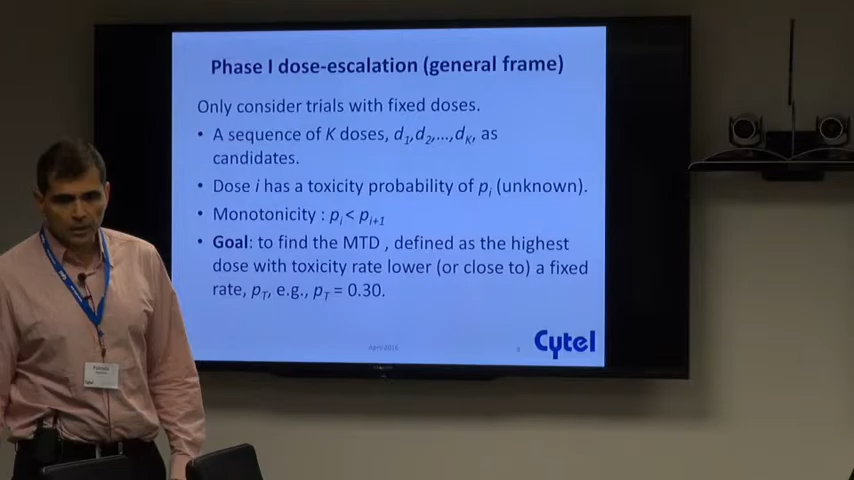 Phase I dose-escalation (general frame)
Only consider trials with fixed doses.
• A sequence of K doses, d1,d2,...,dK, as
candidates.
• Dose i has a toxicity probability of pi (unknown).
• Monotonicity : pi< pi+1
• Goal: to find the MTD , defined as the highest
dose with toxicity rate lower (or close to) a fixed
rate, pT, e.g., pT = 0.30.
Cytel